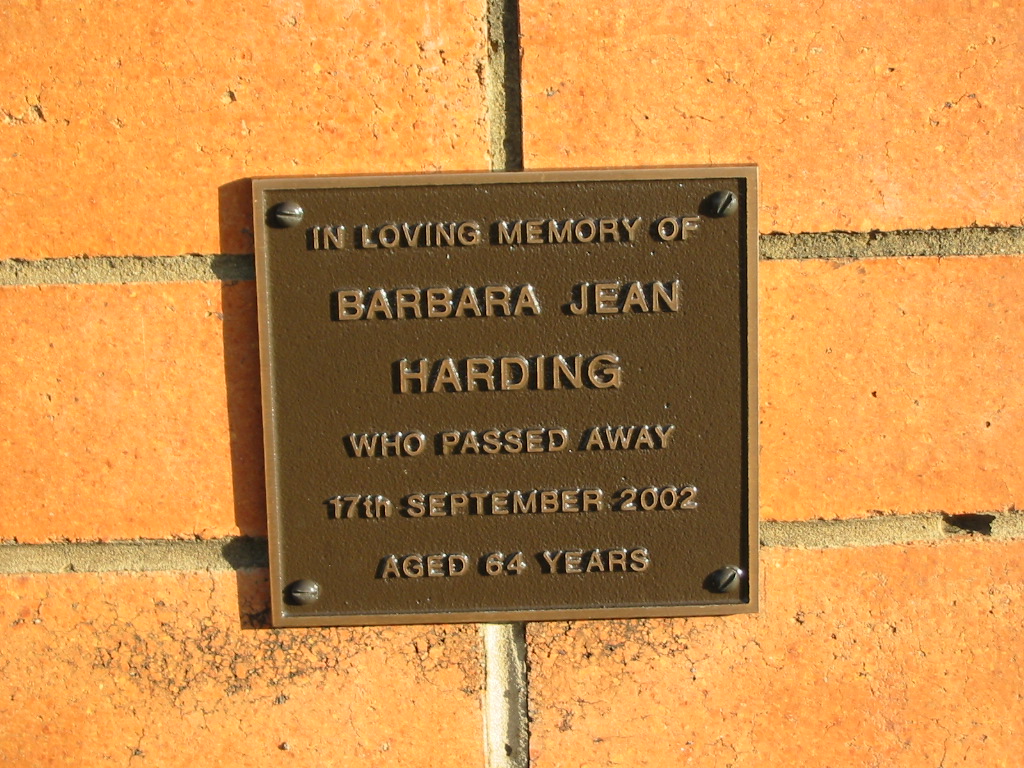 IN LOVING MEMORY OF
BARBARA JEAN
HARDING
WHO PASSED AWAY
17th SEPTEMBER 2002
AGED 64 YEARS